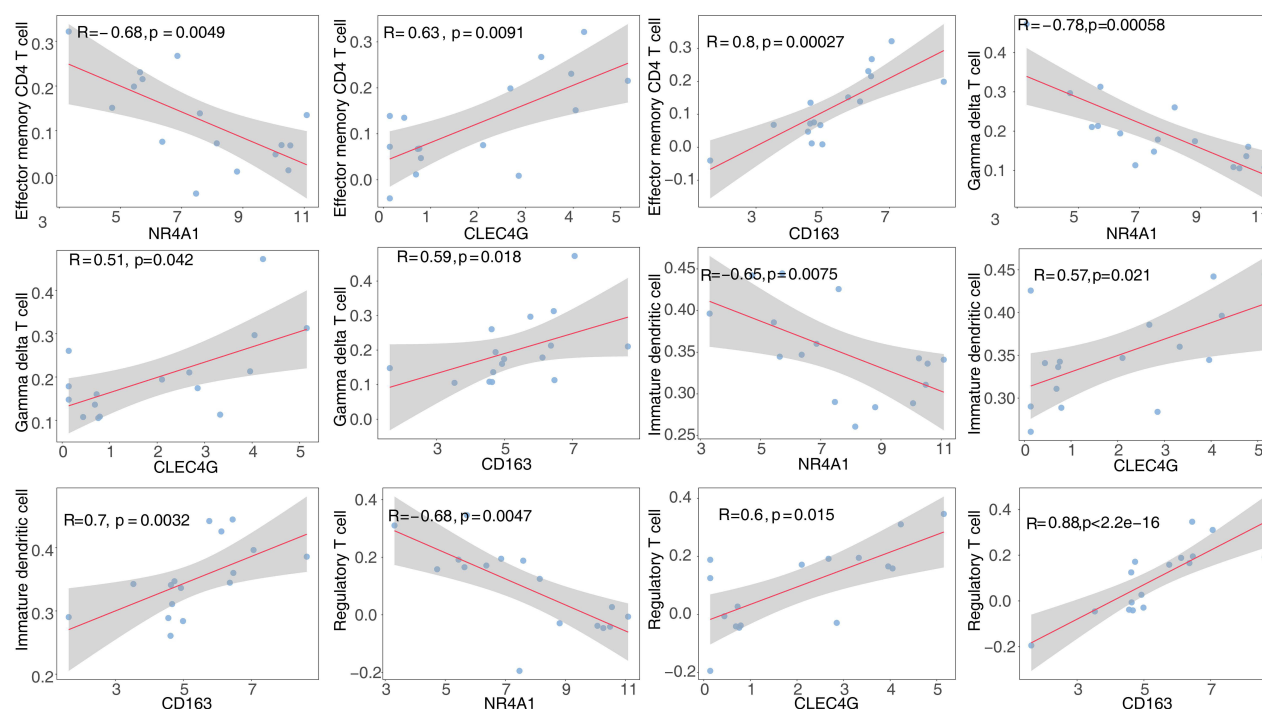 Effector memory CD4 T cell
R=−0.68,p = 0.0049
0.3
0.2
0.1
0.0
3 5 7 9 11
NR4A1
Effector memory CD4 T cell
R=0.63, p=0.0091
0.3
0.2
0.1
0.0
0 1 2 3 4 5
CLEC4G
Effector memory CD4 T cell
R=0.8,p=0.00027
0.3
0.2
0.1
0.0
−0.1
3 5 7
CD163
Gamma delta T cell
R=−0.78,p=0.00058
0.4
0.3
0.2
0.1
3 5 7 9 11
NR4A1
Gamma delta T cell
R=0.51, p=0.042
0.4
0.3
0.2
0.1
0 1 2 3 4 5
CLEC4G
Gamma delta T cell
R=0.59,p=0.018
0.4
0.3
0.2
0.1
0.0
3 5 7
CD163
Immature dendritic cell
R=−0.65,p=0.0075
0.45
0.40
0.35
0.30
0.25
3 5 7 9 11
NR4A1
Immature dendritic cell
R=0.57,p=0.021
0.45
0.40
0.35
0.30
0 1 2 3 4 5
CLEC4G
Immature dendritic cell
R=0.7, p=0.0032
0.4
0.3
0.2
3 5 7
CD163
Regulatory T cell
R=−0.68,p=0.0047
0.4
0.2
0.0
−0.2
3 5 7 9 11
NR4A1
Regulatory T cell
R=0.6,p=0.015
0.4
0.2
0.0
−0.2
0 1 2 3 4 5
CLEC4G
Regulatory T cell
R=0.88,p<2.2e−16
0.4
0.2
0.0
−0.2
3 5 7
CD163